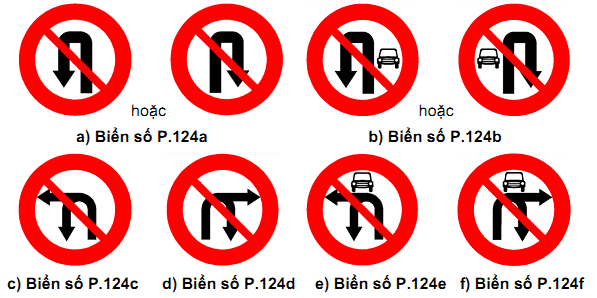 hoặc
hoặc
a) Biển số P.124a
b) Biển số P.124b
c) Biển số P.124c
d) Biển số P.124d
e) Biển số P.124e
f) Biển số P.124f